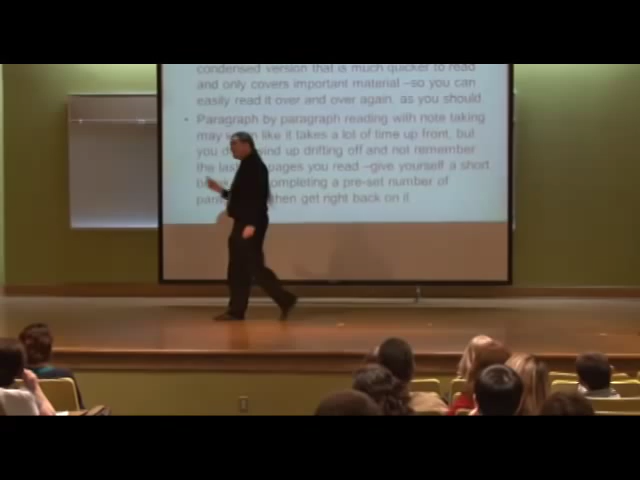 condensed version that is much quicker to read
and only covers important material –so you can
easily read it over and over again, as you should.
• Paragraph by paragraph reading with note taking
may like it takes a lot of time up front, but
you wind up drifting off and not remember
the last pages you read –give yourself a short
completing a pre-set number of
then get right back on it.